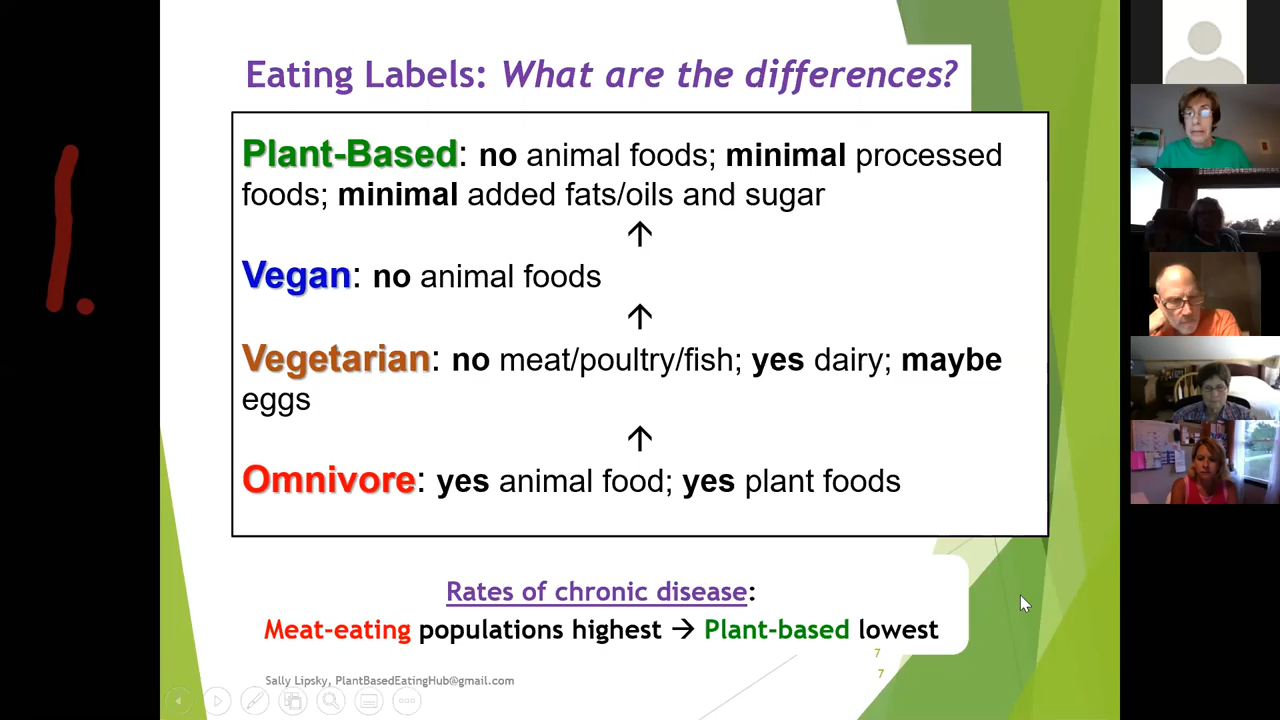 1.
Eating Labels: What are the differences?
Plant-Based: no animal foods; minimal processed
foods; minimal added fats/oils and sugar
↑
Vegan: no animal foods
↑
Vegetarian: no meat/poultry/fish; yes dairy; maybe
eggs
↑
Omnivore: yes animal food; yes plant foods
Rates of chronic disease:
Meat-eating populations highest → Plant-based lowest
7
7
Sally Lipsky, PlantBasedEatingHub@gmail.com